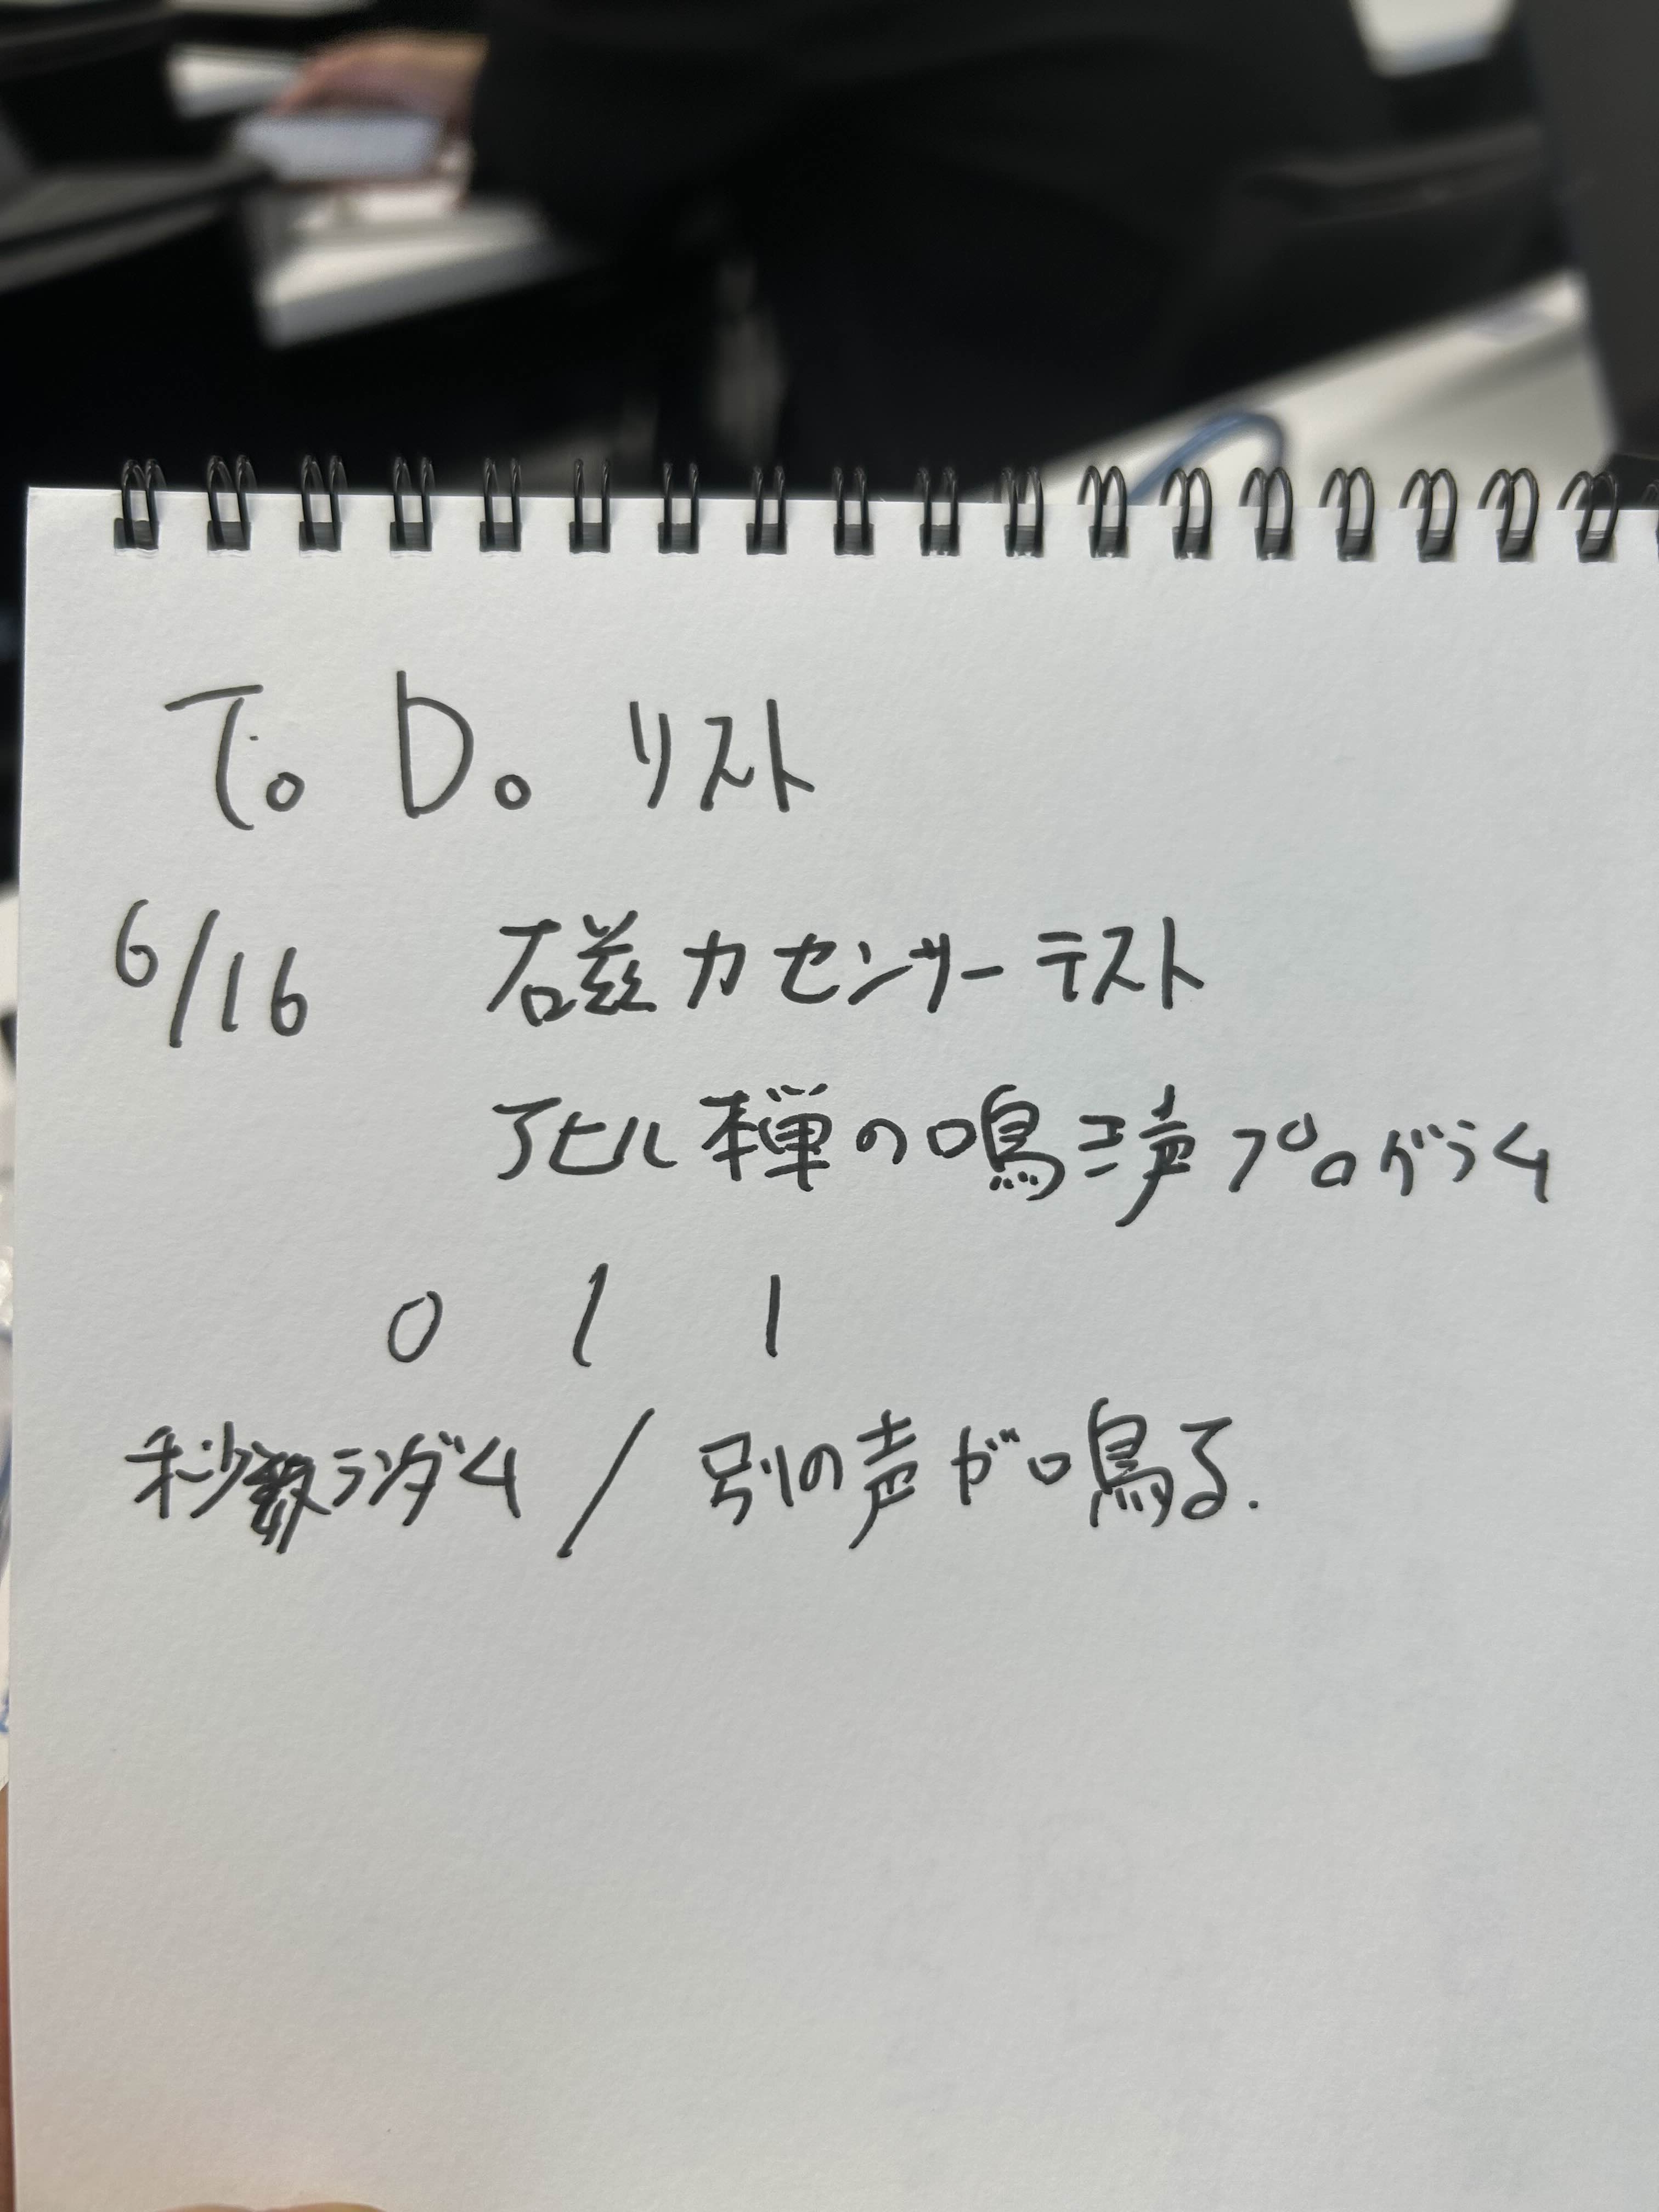 To Do リスト
6/16 磁力センサーテスト
アヒル禅の鳴き声プログラム
0 1 1
秒数ランダム / 別の声が鳴る.